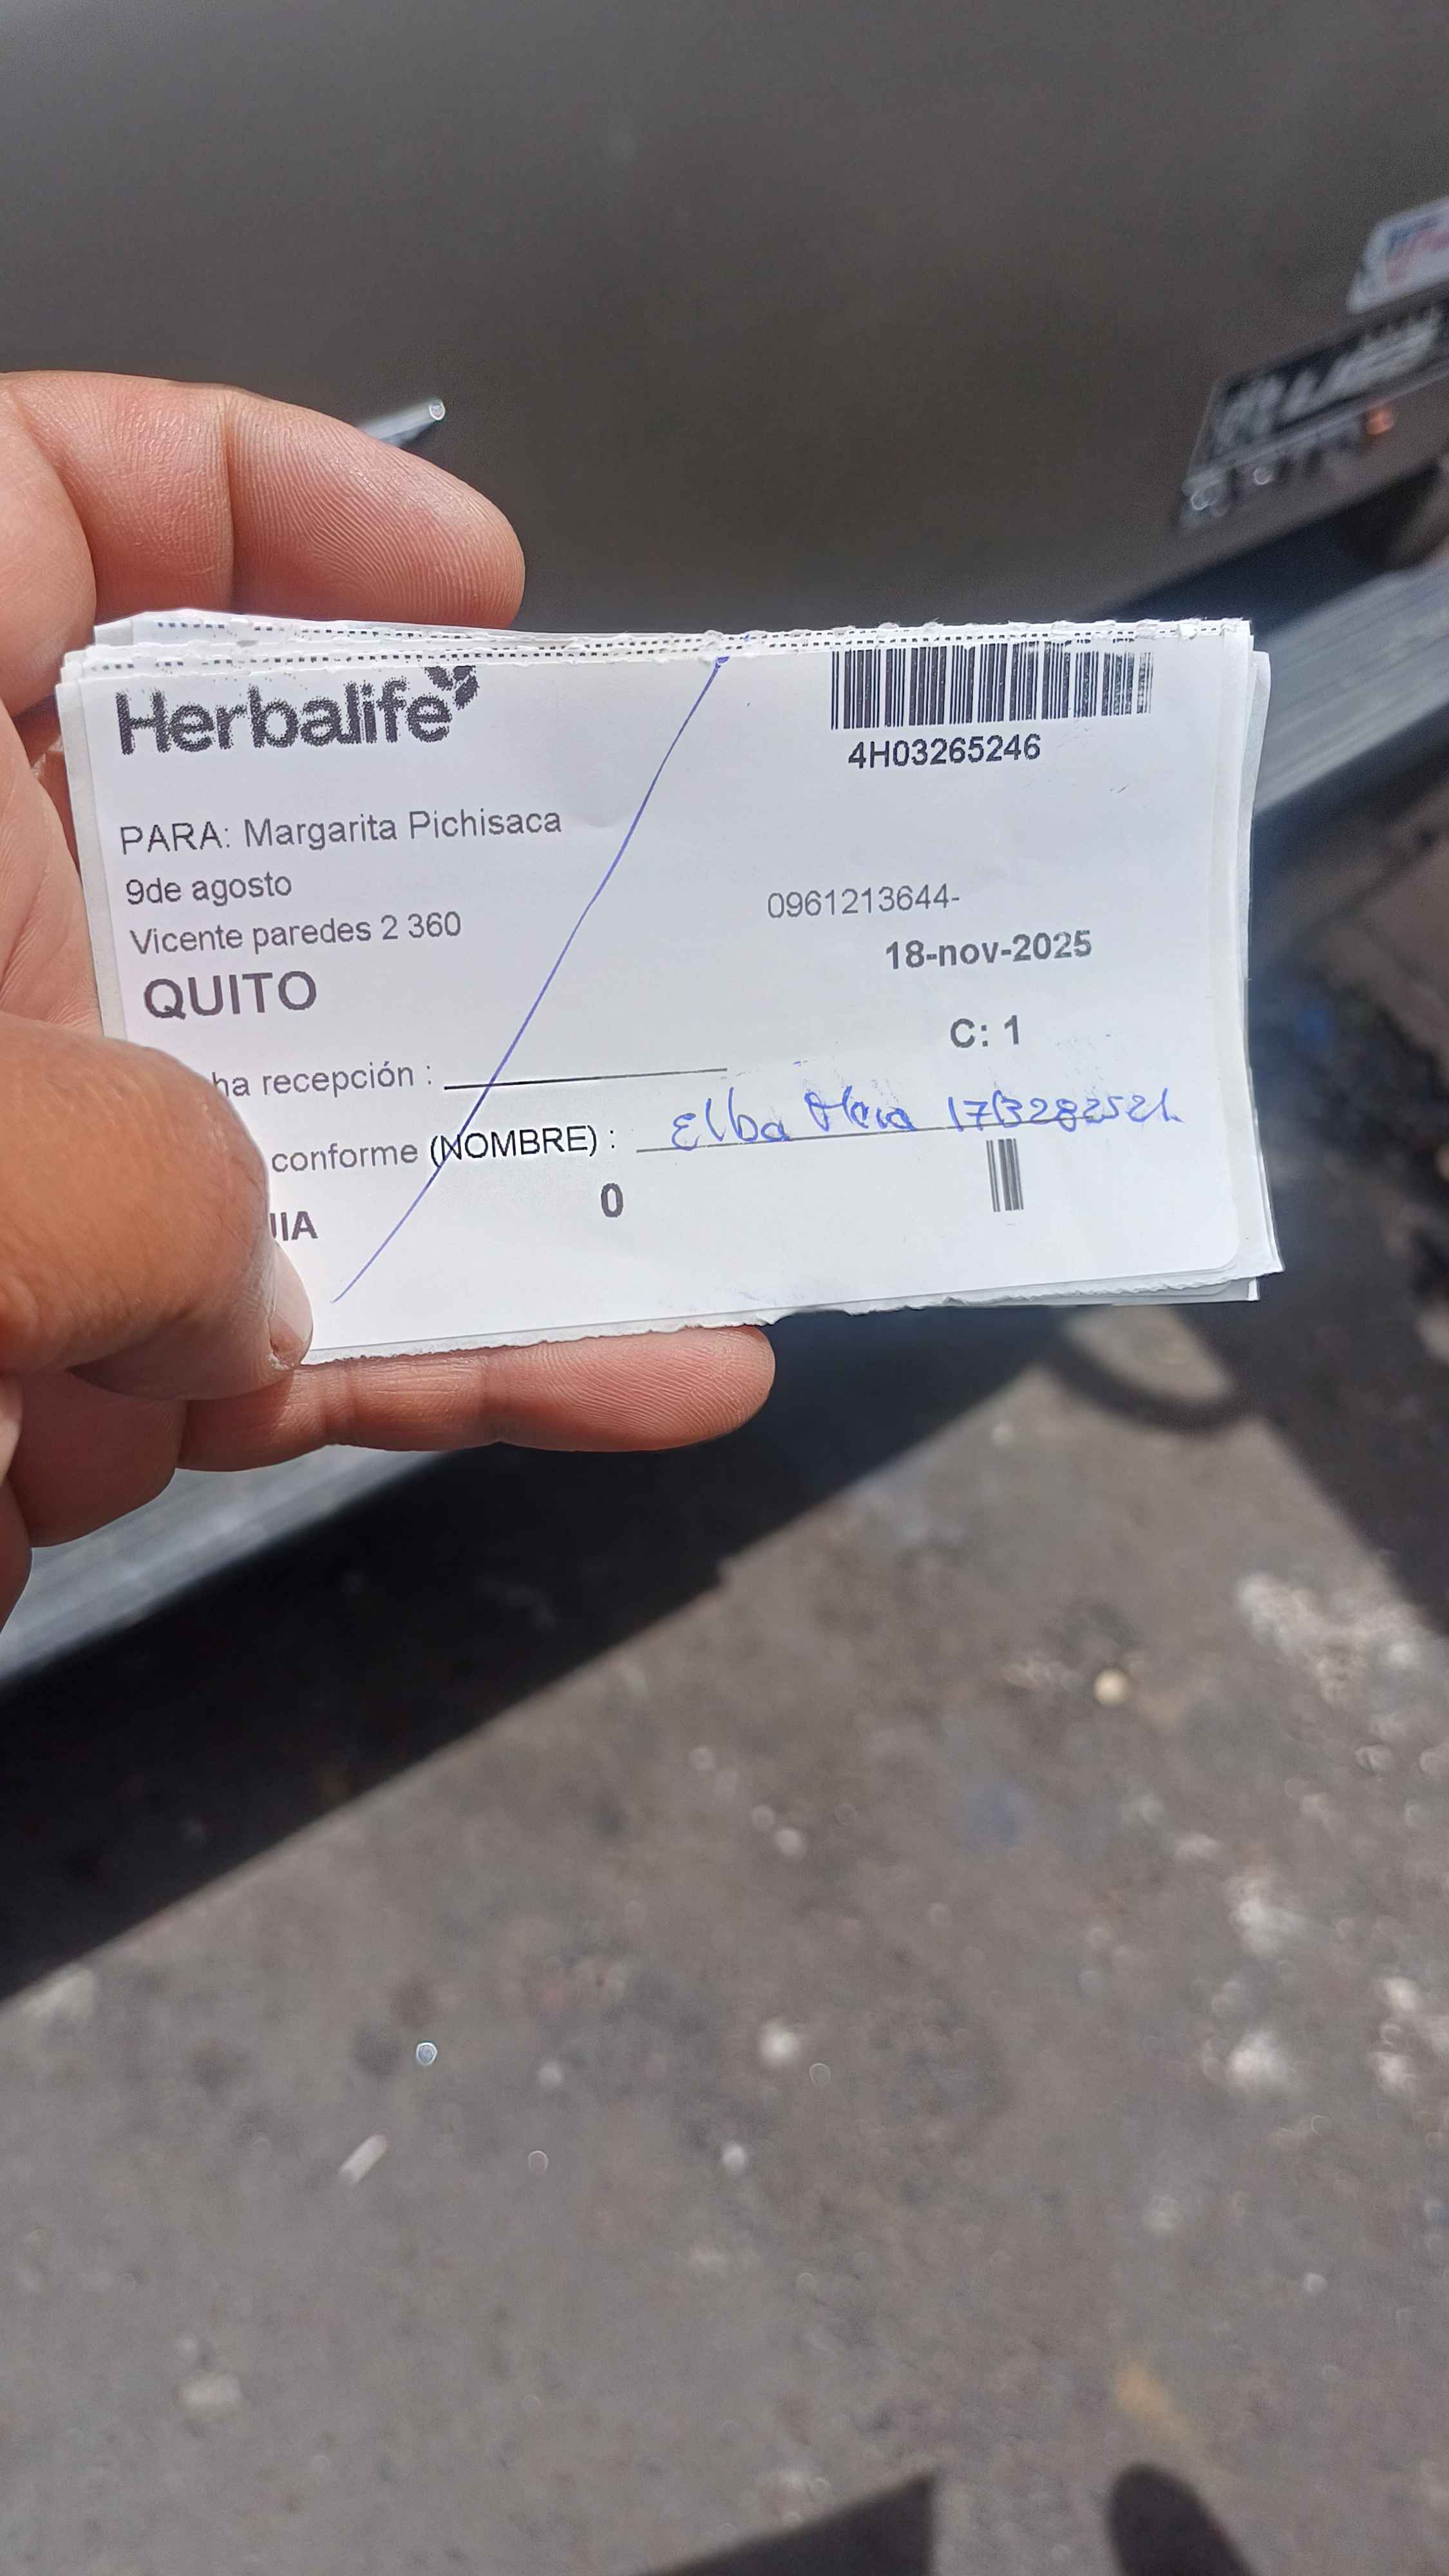 Herbalife
4H03265246
PARA: Margarita Pichisaca
9de agosto
Vicente paredes 2 360
0961213644-
QUITO
18-nov-2025
C: 1
ha recepción :
conforme (NOMBRE) : Elba
0
IIA